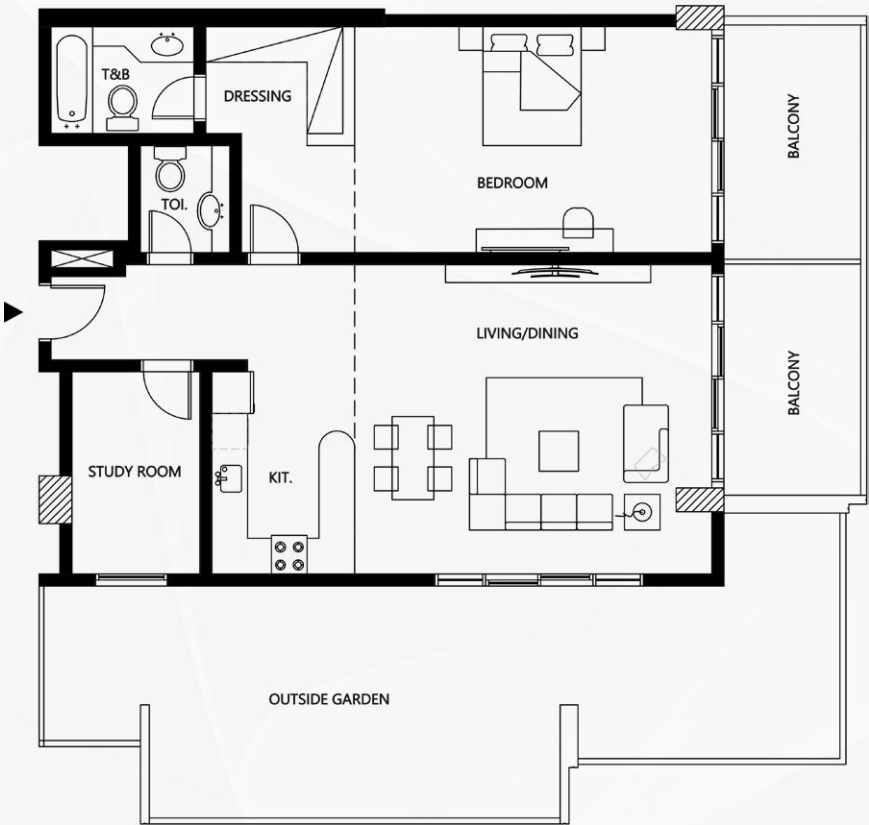 T&B
DRESSING
BALCONY
BEDROOM
TOI.
LIVING/DINING
BALCONY
STUDY ROOM
KIT.
OUTSIDE GARDEN